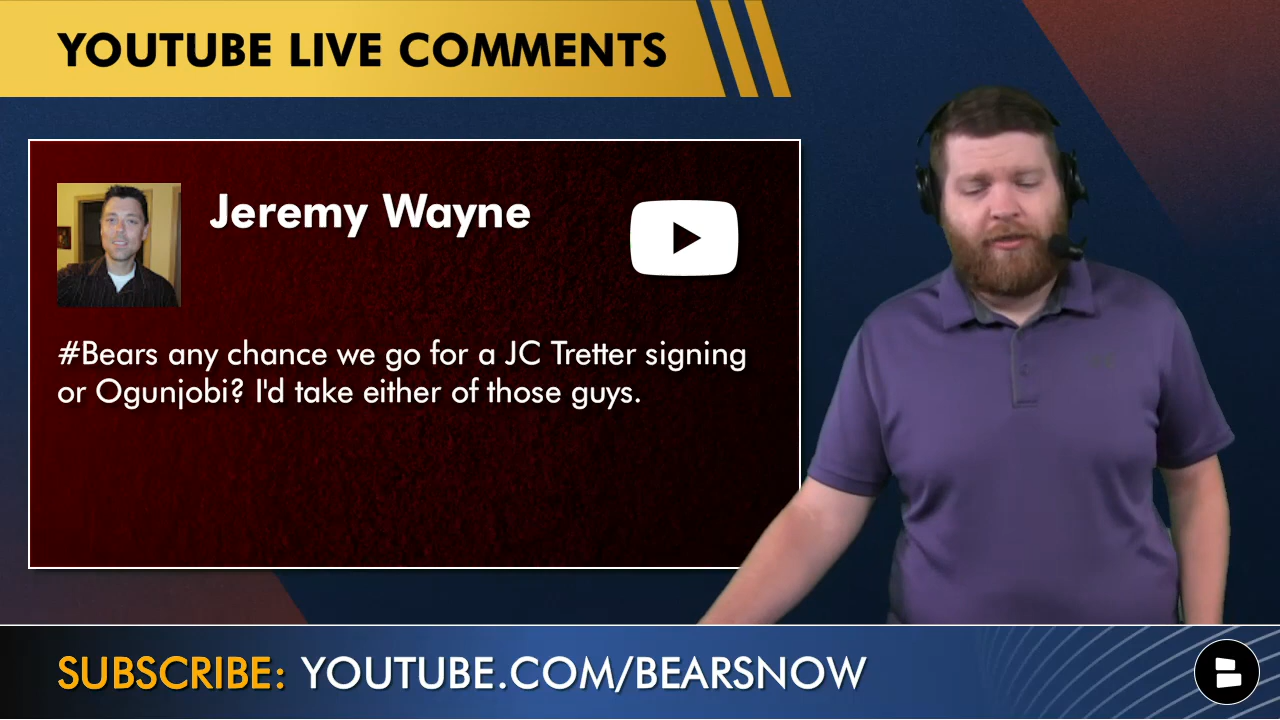 YOUTUBE LIVE COMMENTS
Jeremy Wayne
#Bears any chance we go for a JC Tretter signing
or Ogunjobi? I'd take either of those guys.
SUBSCRIBE: YOUTUBE.COM/BEARSNOW